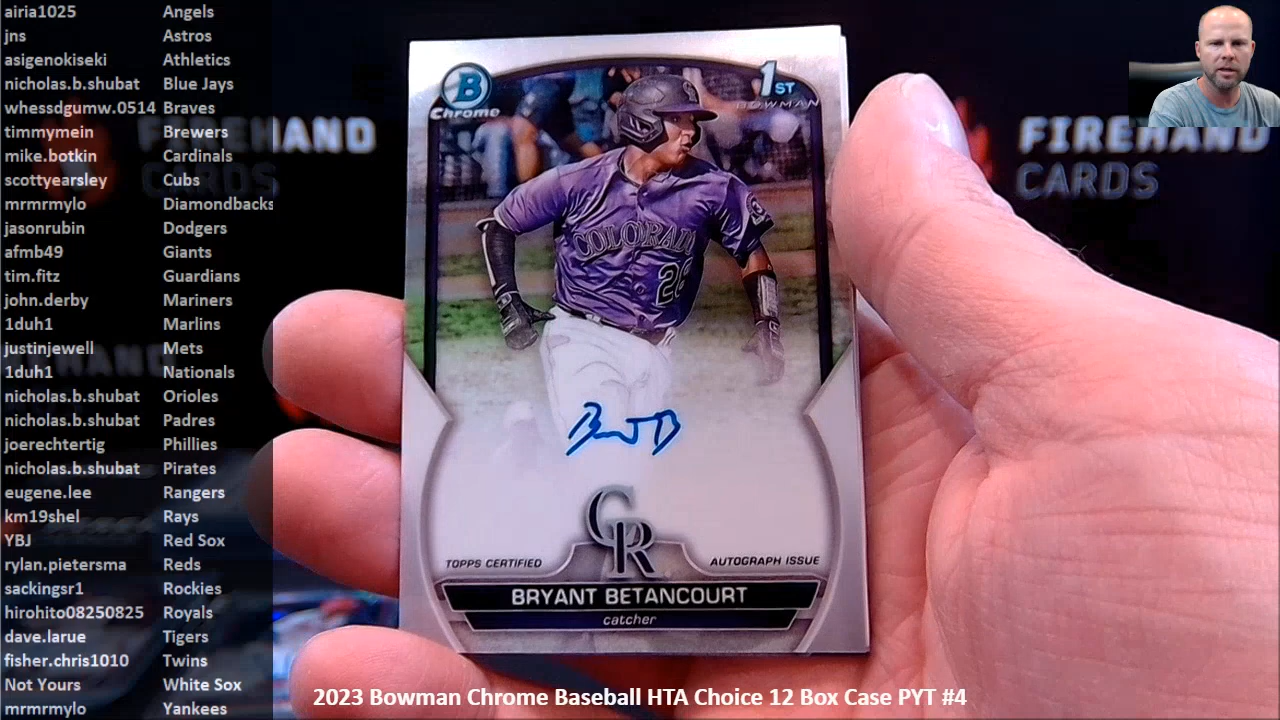 airia1025 Angels
jns Astros
asigenokiseki Athletics
nicholas.b.shubat Blue Jays
whessdgumw.0514 Braves
timmymein Brewers
mike.botkin Cardinals
scottyearsley Cubs
mrmrmylo Diamondbacks
jasonrubin Dodgers
afmb49 Giants
tim.fitz Guardians
john.derby Mariners
1duh1 Marlins
justinjewell Mets
1duh1 Nationals
nicholas.b.shubat Orioles
nicholas.b.shubat Padres
joerechtertig Phillies
nicholas.b.shubat Pirates
eugene.lee Rangers
km19shel Rays
YBJ Red Sox
rylan.pietersma Reds
sackingsr1 Rockies
hirohito08250825 Royals
dave.larue Tigers
fisher.chris1010 Twins
Not Yours White Sox
mrmrmylo Yankees
FIREHAND
CARDS
B
Chrome
1ST
BOWMAN
COLORAD
CR
TOPPS CERTIFIED
AUTOGRAPH ISSUE
BRYANT BETANCOURT
catcher
FIREHAND
CARDS
2023 Bowman Chrome Baseball HTA Choice 12 Box Case PYT #4